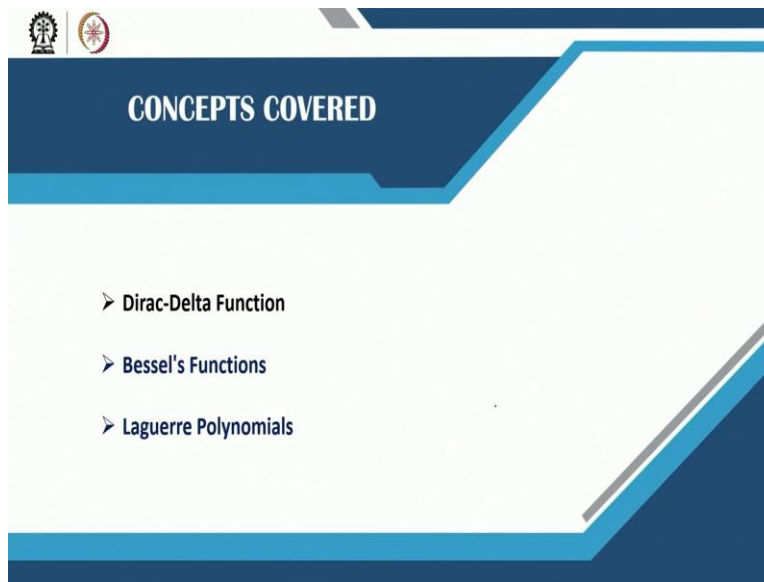 CONCEPTS COVERED
➢ Dirac-Delta Function
➢ Bessel's Functions
➢ Laguerre Polynomials